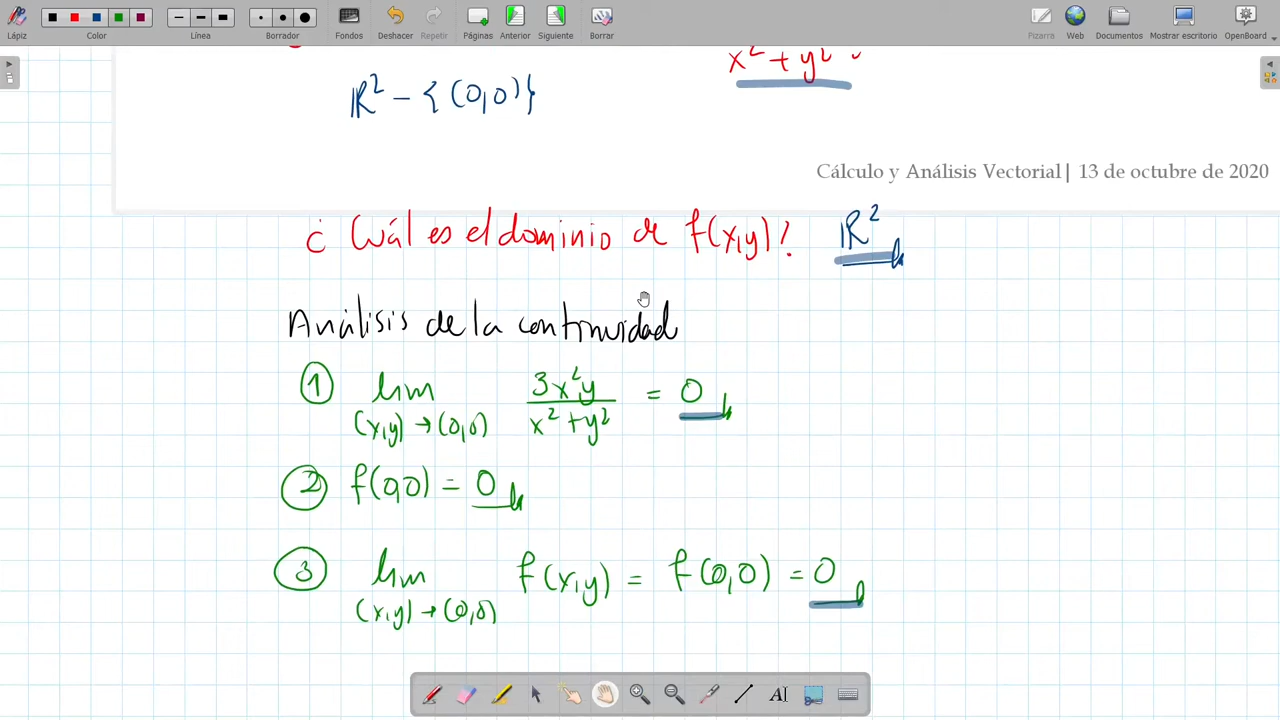 Lápiz Color Línea Borrador Fondos Deshacer Repetir Páginas Anterior Siguiente Borrar Pizarra Web Documentos Mostrar escritorio OpenBoard
x² + y²
ℝ² - {(0,0)}
Cálculo y Análisis Vectorial| 13 de octubre de 2020
¿ Cuál es el dominio de f(x,y)? ℝ²
Análisis de la continuidad
① lim (x,y)→(0,0) 3x²y / x²+y² = 0
② f(0,0) = 0
③ lim (x,y)→(0,0) f(x,y) = f(0,0) = 0
AI